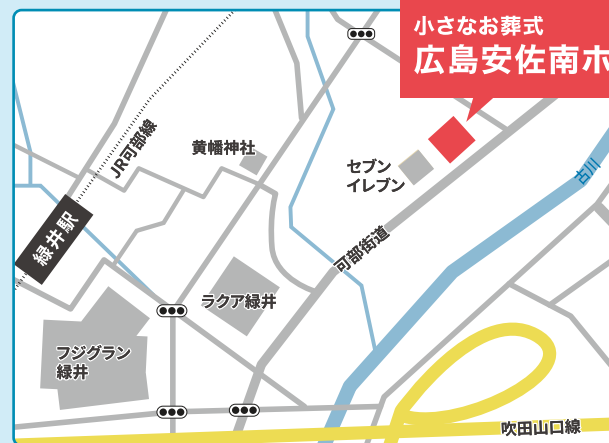 小さなお葬式
広島安佐南ホ
JR可部線
黄幡神社
セブン
イレブン
古川
緑井駅
可部街道
ラクア緑井
フジグラン
緑井
吹田山口線